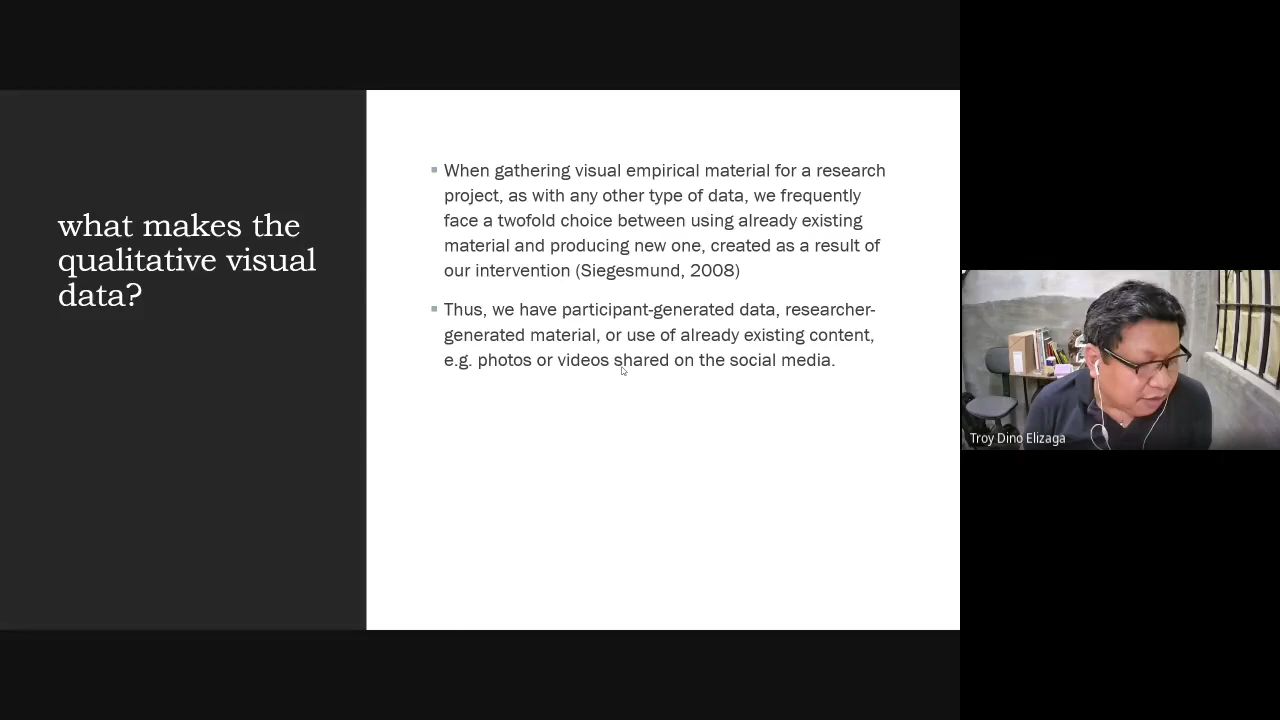 what makes the
qualitative visual
data?
When gathering visual empirical material for a research
project, as with any other type of data, we frequently
face a twofold choice between using already existing
material and producing new one, created as a result of
our intervention (Siegesmund, 2008)
Thus, we have participant-generated data, researcher-
generated material, or use of already existing content,
e.g. photos or videos shared on the social media.
Troy Dino Elizaga